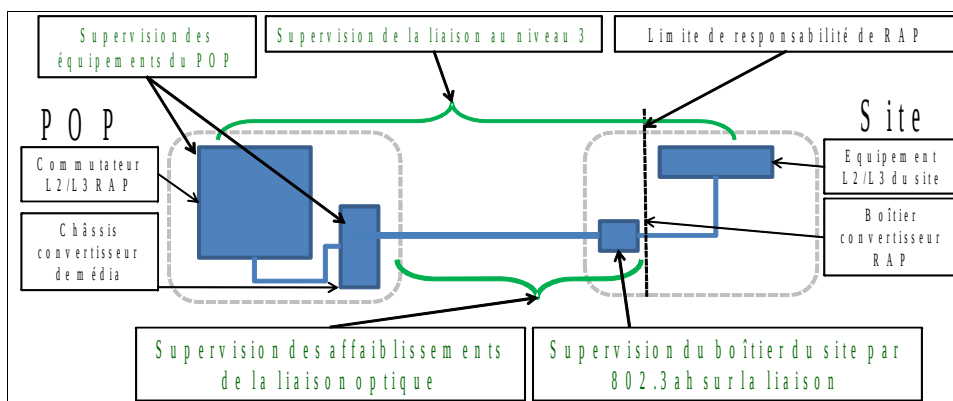 Supervision des
équipements du POP
Supervision de la liaison au niveau 3
Limite de responsabilité de RAP
POP
Site
Commutateur
L2/L3 RAP
Equipement
L2/L3 du site
Châssis
convertisseur
de média
Boîtier
convertisseur
RAP
Supervision des affaiblissements
de la liaison optique
Supervision du boîtier du site par
802.3ah sur la liaison